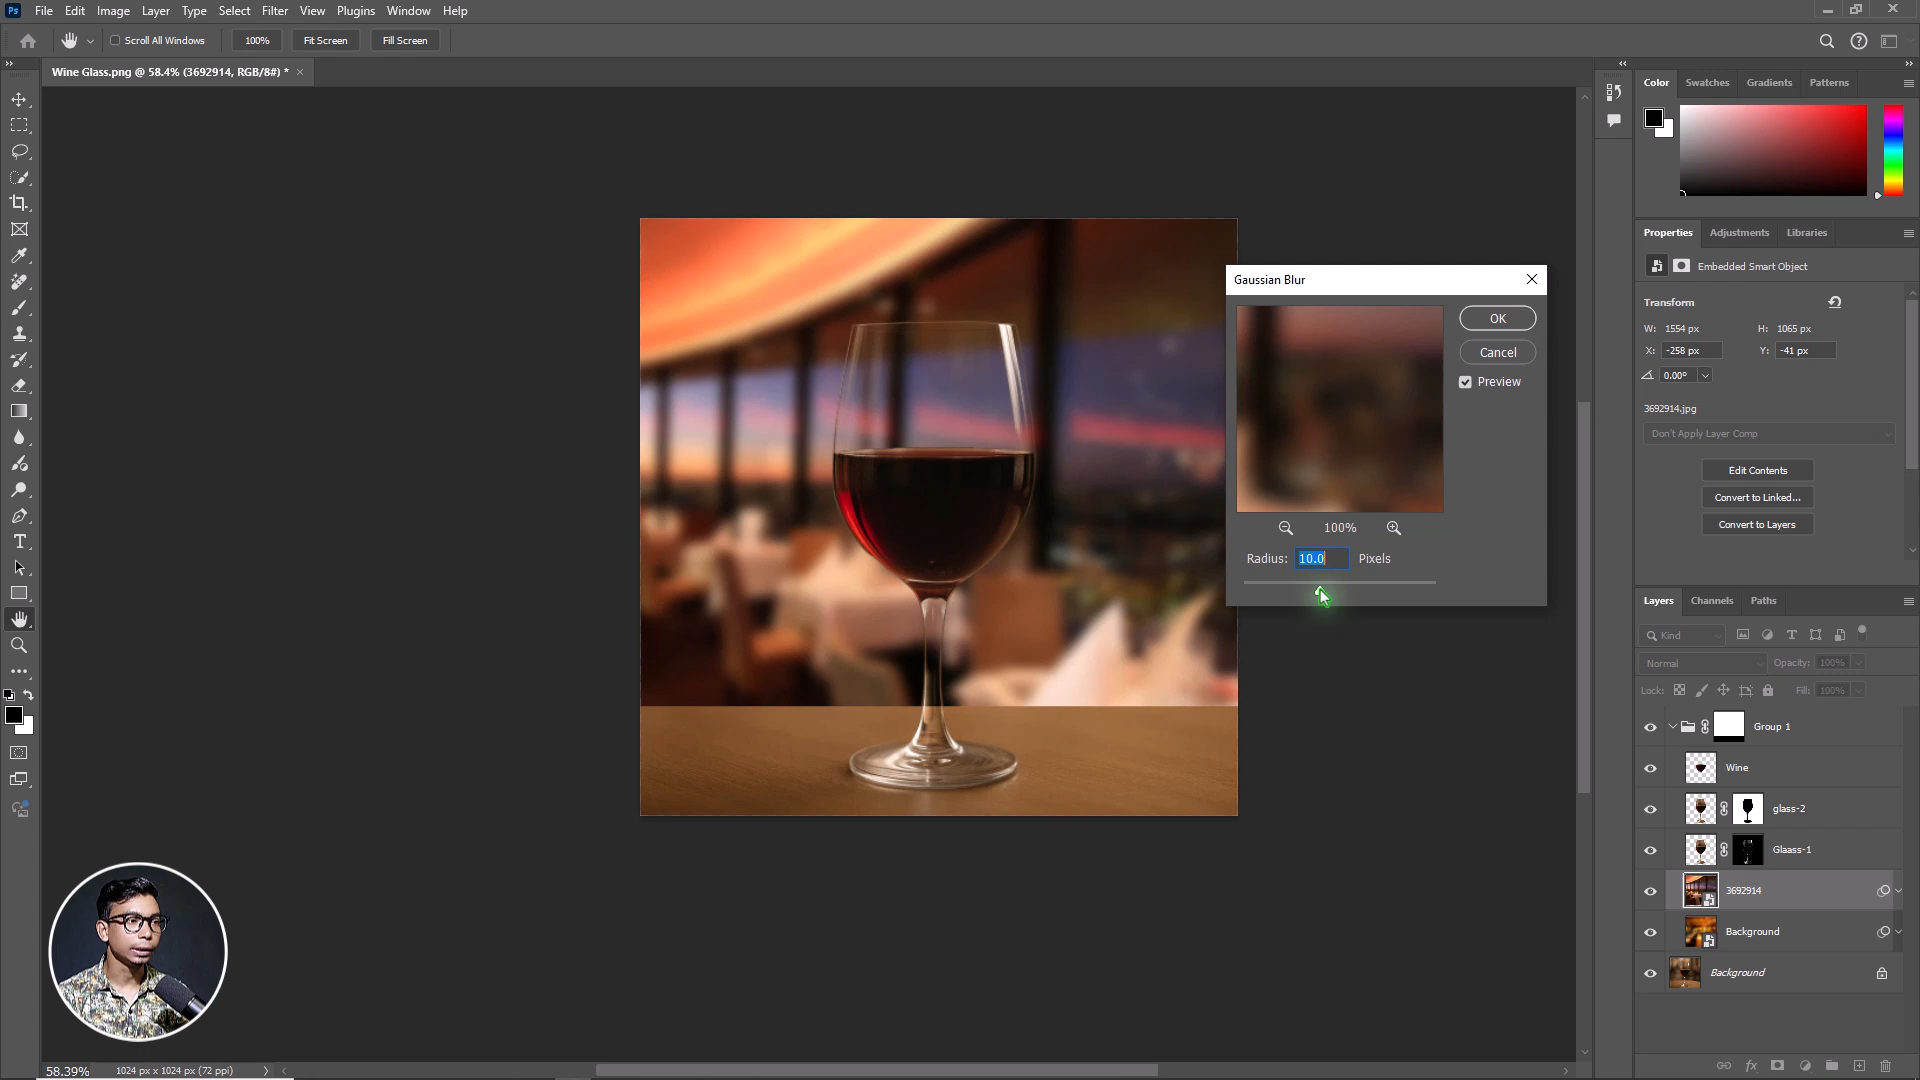 Ps File Edit Image Layer Type Select Filter View Plugins Window Help
Scroll All Windows 100% Fit Screen Fill Screen
Wine Glass.png @ 58.4% (3692914, RGB/8#) * ×
Color Swatches Gradients Patterns
Properties Adjustments Libraries
Embedded Smart Object
Transform
W: 1554 px H: 1065 px
X: -258 px Y: -41 px
0.00°
3692914.jpg
Don't Apply Layer Comp
Edit Contents
Convert to Linked...
Convert to Layers
Gaussian Blur
OK
Cancel
Preview
100%
Radius: 10.0 Pixels
Layers Channels Paths
Kind
Normal Opacity: 100%
Lock: Fill: 100%
Group 1
Wine
glass-2
Glaass-1
3692914
Background
Background
58.39% 1024 px x 1024 px (72 ppi)